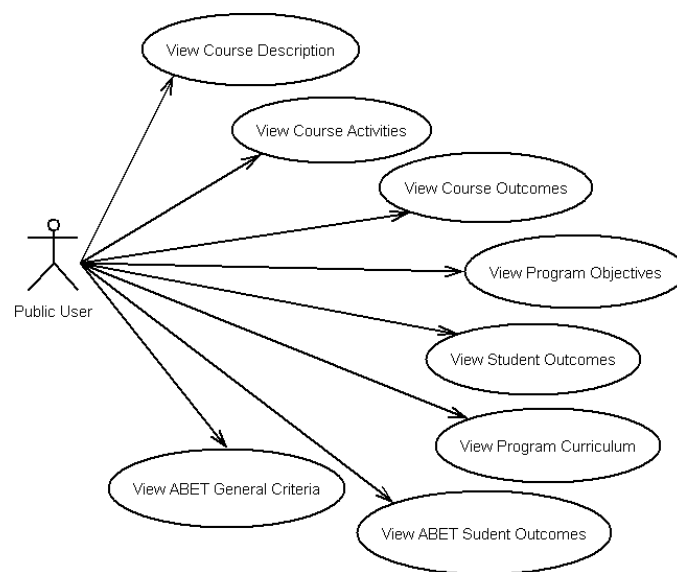 View Course Description
View Course Activities
View Course Outcomes
View Program Objectives
Public User
View Student Outcomes
View Program Curriculum
View ABET General Criteria
View ABET Sudent Outcomes